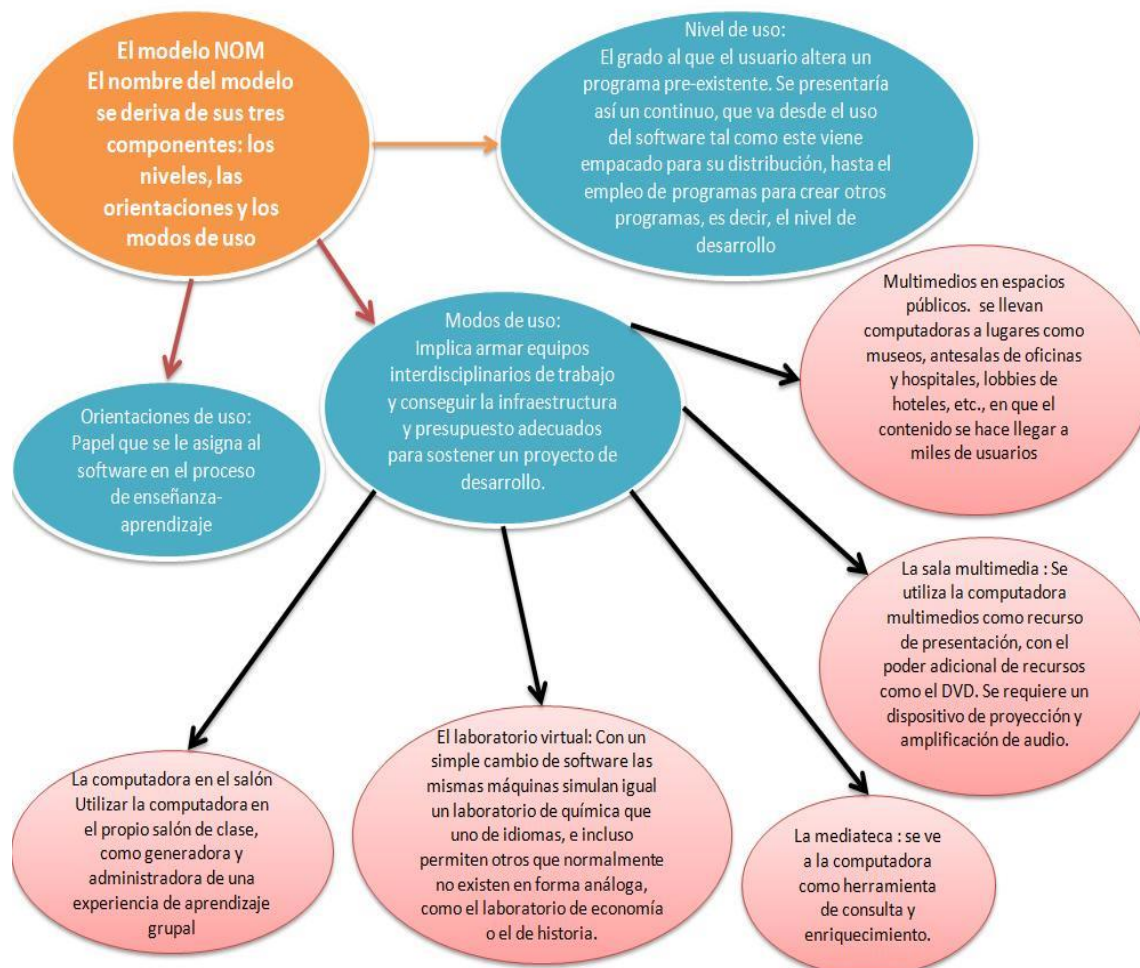 El modelo NOM
El nombre del modelo
se deriva de sus tres
componentes: los
niveles, las
orientaciones y los
modos de uso
Nivel de uso:
El grado al que el usuario altera un
programa pre-existente. Se presentaría
así un continuo, que va desde el uso
del software tal como este viene
empacado para su distribución, hasta el
empleo de programas para crear otros
programas, es decir, el nivel de
desarrollo
Orientaciones de uso:
Papel que se le asigna al
software en el proceso
de enseñanza-
aprendizaje
Modos de uso:
Implica armar equipos
interdisciplinarios de trabajo
y conseguir la infraestructura
y presupuesto adecuados
para sostener un proyecto de
desarrollo.
Multimedios en espacios
públicos. se llevan
computadoras a lugares como
museos, antesalas de oficinas
y hospitales, lobbies de
hoteles, etc., en que el
contenido se hace llegar a
miles de usuarios
La sala multimedia : Se
utiliza la computadora
multimedios como recurso
de presentación, con el
poder adicional de recursos
como el DVD. Se requiere un
dispositivo de proyección y
amplificación de audio.
La computadora en el salón
Utilizar la computadora en
el propio salón de clase,
como generadora y
administradora de una
experiencia de aprendizaje
grupal
El laboratorio virtual: Con un
simple cambio de software las
mismas máquinas simulan igual
un laboratorio de química que
uno de idiomas, e incluso
permiten otros que normalmente
no existen en forma análoga,
como el laboratorio de economía
o el de historia.
La mediateca : se ve
a la computadora
como herramienta
de consulta y
enriquecimiento.